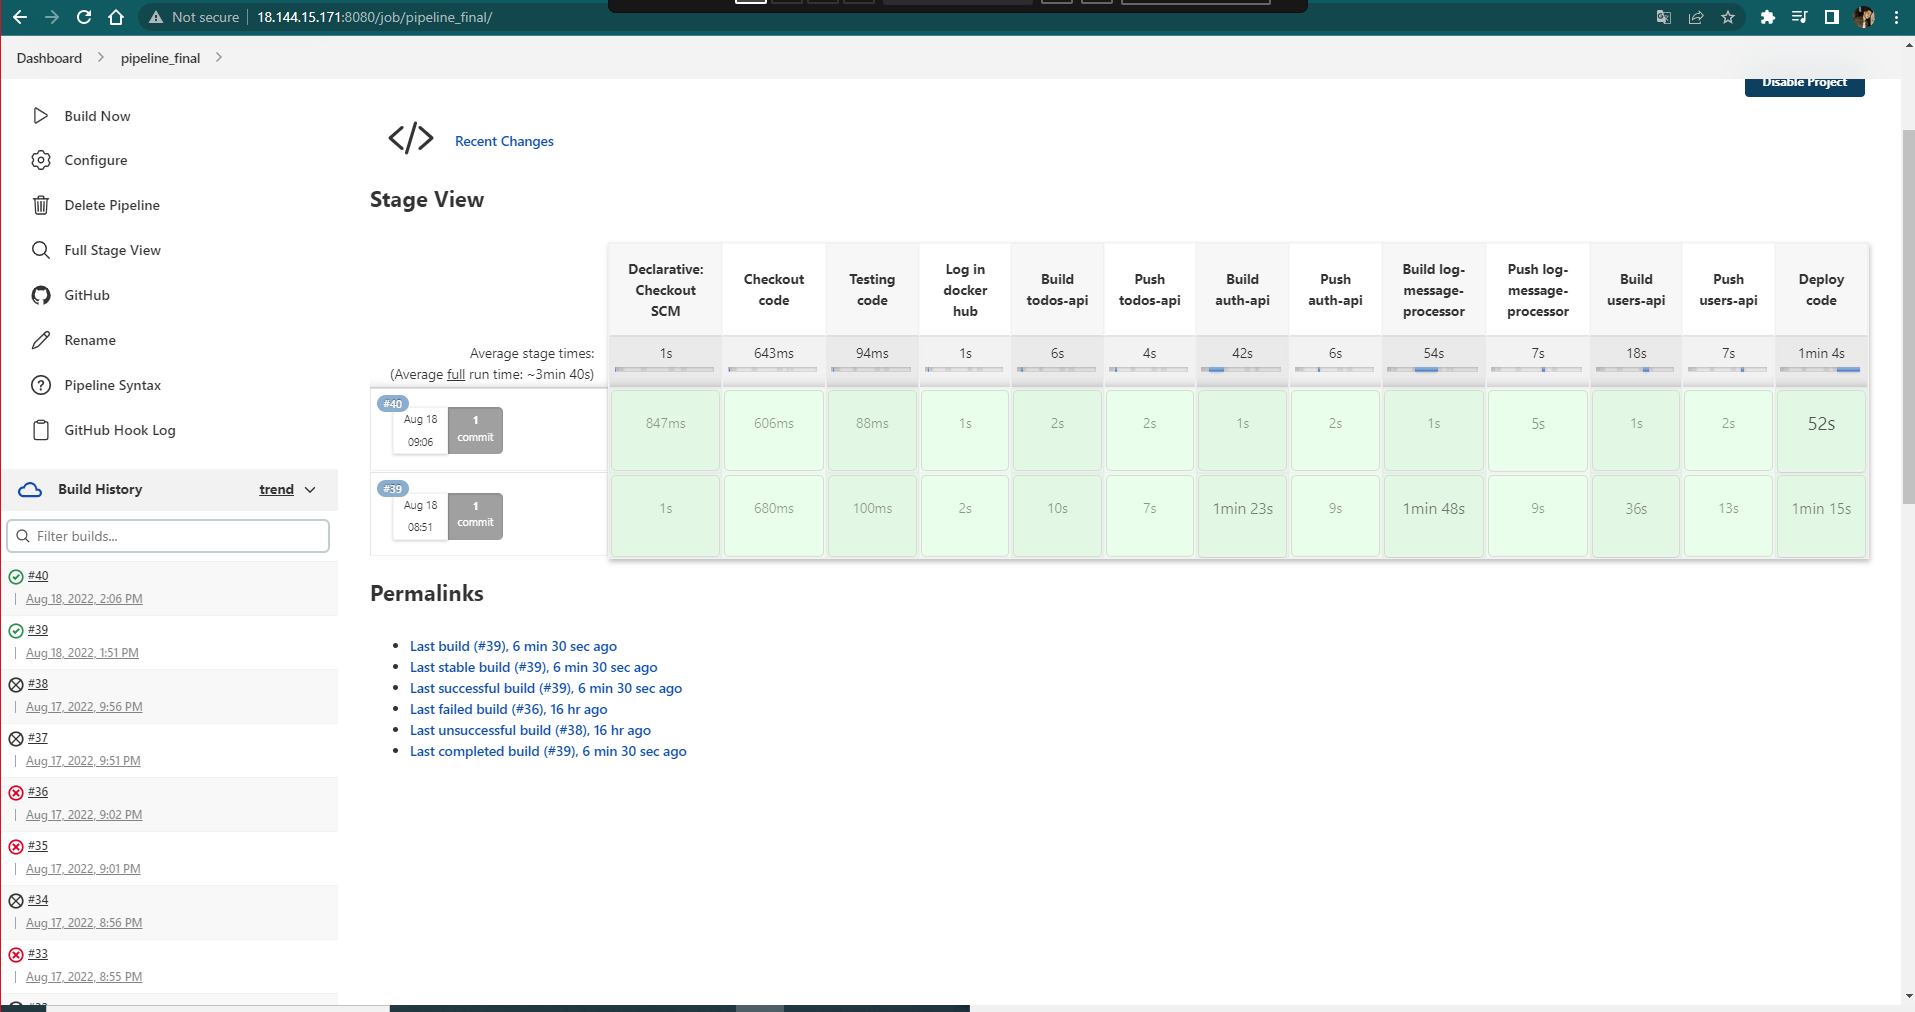 Not secure
18.144.15.171:8080/job/pipeline_final/
Dashboard
pipeline_final
Disable Project
Build Now
Configure
Delete Pipeline
Full Stage View
GitHub
Rename
Pipeline Syntax
GitHub Hook Log
Build History
trend
Filter builds...
#40
Aug 18, 2022, 2:06 PM
#39
Aug 18, 2022, 1:51 PM
#38
Aug 17, 2022, 9:56 PM
#37
Aug 17, 2022, 9:51 PM
#36
Aug 17, 2022, 9:02 PM
#35
Aug 17, 2022, 9:01 PM
#34
Aug 17, 2022, 8:56 PM
#33
Aug 17, 2022, 8:55 PM
</> Recent Changes
Stage View
Declarative:
Checkout
SCM
Checkout
code
Testing
code
Log in
docker
hub
Build
todos-api
Push
todos-api
Build
auth-api
Push
auth-api
Build log-
message-
processor
Push log-
message-
processor
Build
users-api
Push
users-api
Deploy
code
Average stage times:
(Average full run time: ~3min 40s)
1s 643ms 94ms 1s 6s 4s 42s 6s 54s 7s 18s 7s 1min 4s
#40
Aug 18
09:06
1
commit
847ms 606ms 88ms 1s 2s 2s 1s 2s 1s 5s 1s 2s 52s
#39
Aug 18
08:51
1
commit
1s 680ms 100ms 2s 10s 7s 1min 23s 9s 1min 48s 9s 36s 13s 1min 15s
Permalinks
Last build (#39), 6 min 30 sec ago
Last stable build (#39), 6 min 30 sec ago
Last successful build (#39), 6 min 30 sec ago
Last failed build (#36), 16 hr ago
Last unsuccessful build (#38), 16 hr ago
Last completed build (#39), 6 min 30 sec ago